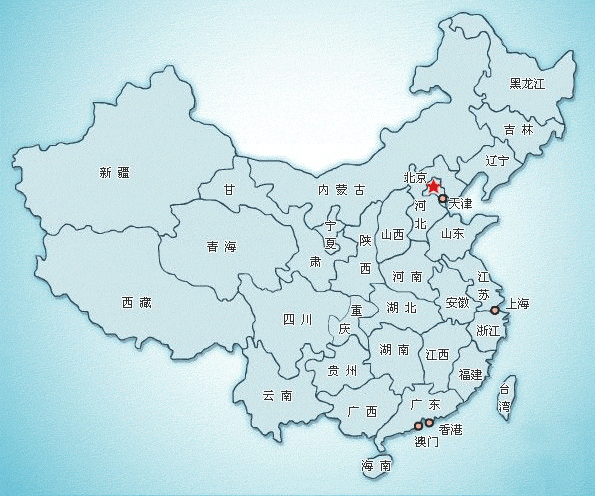 黑龙江
吉林
辽宁
新疆
甘
内蒙古
北京
天津
河
北
宁
夏
陕
山西
山东
青海
肃
西
河南
江
苏
西藏
四川
重
庆
湖北
安徽
上海
浙江
湖南
江西
贵州
福建
云南
广西
广东
台
湾
香港
澳门
海南